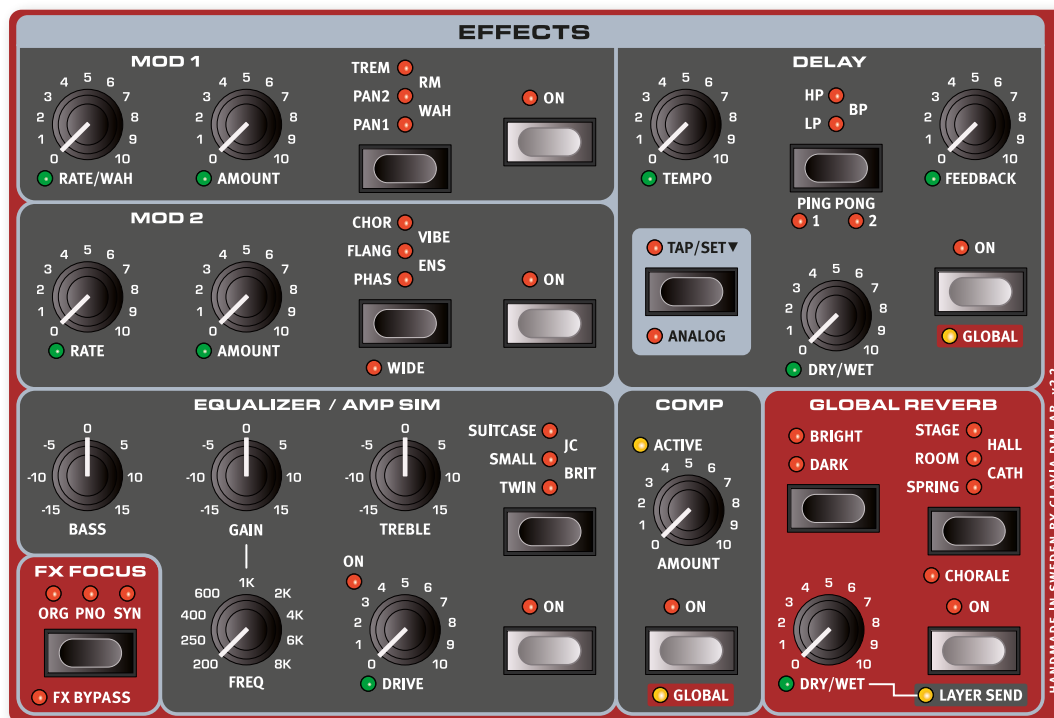 EFFECTS
MOD 1
0 1 2 3 4 5 6 7 8 9 10
RATE/WAH
0 1 2 3 4 5 6 7 8 9 10
AMOUNT
TREM
RM
PAN2
WAH
PAN1
ON
DELAY
0 1 2 3 4 5 6 7 8 9 10
TEMPO
HP
BP
LP
PING PONG
1 2
0 1 2 3 4 5 6 7 8 9 10
FEEDBACK
TAP/SET▼
ANALOG
0 1 2 3 4 5 6 7 8 9 10
DRY/WET
ON
GLOBAL
MOD 2
0 1 2 3 4 5 6 7 8 9 10
RATE
0 1 2 3 4 5 6 7 8 9 10
AMOUNT
CHOR
VIBE
FLANG
ENS
PHAS
WIDE
ON
EQUALIZER / AMP SIM
-15 -10 -5 0 5 10 15
BASS
-15 -10 -5 0 5 10 15
GAIN
-15 -10 -5 0 5 10 15
TREBLE
SUITCASE
JC
SMALL
BRIT
TWIN
200 250 400 600 1K 2K 4K 6K 8K
FREQ
ON
0 1 2 3 4 5 6 7 8 9 10
DRIVE
ON
FX FOCUS
ORG PNO SYN
FX BYPASS
COMP
ACTIVE
0 1 2 3 4 5 6 7 8 9 10
AMOUNT
ON
GLOBAL
GLOBAL REVERB
BRIGHT
DARK
STAGE
HALL
ROOM
CATH
SPRING
CHORALE
0 1 2 3 4 5 6 7 8 9 10
DRY/WET
ON
LAYER SEND
HANDMADE IN SWEDEN BY CLAVIA DMI AB